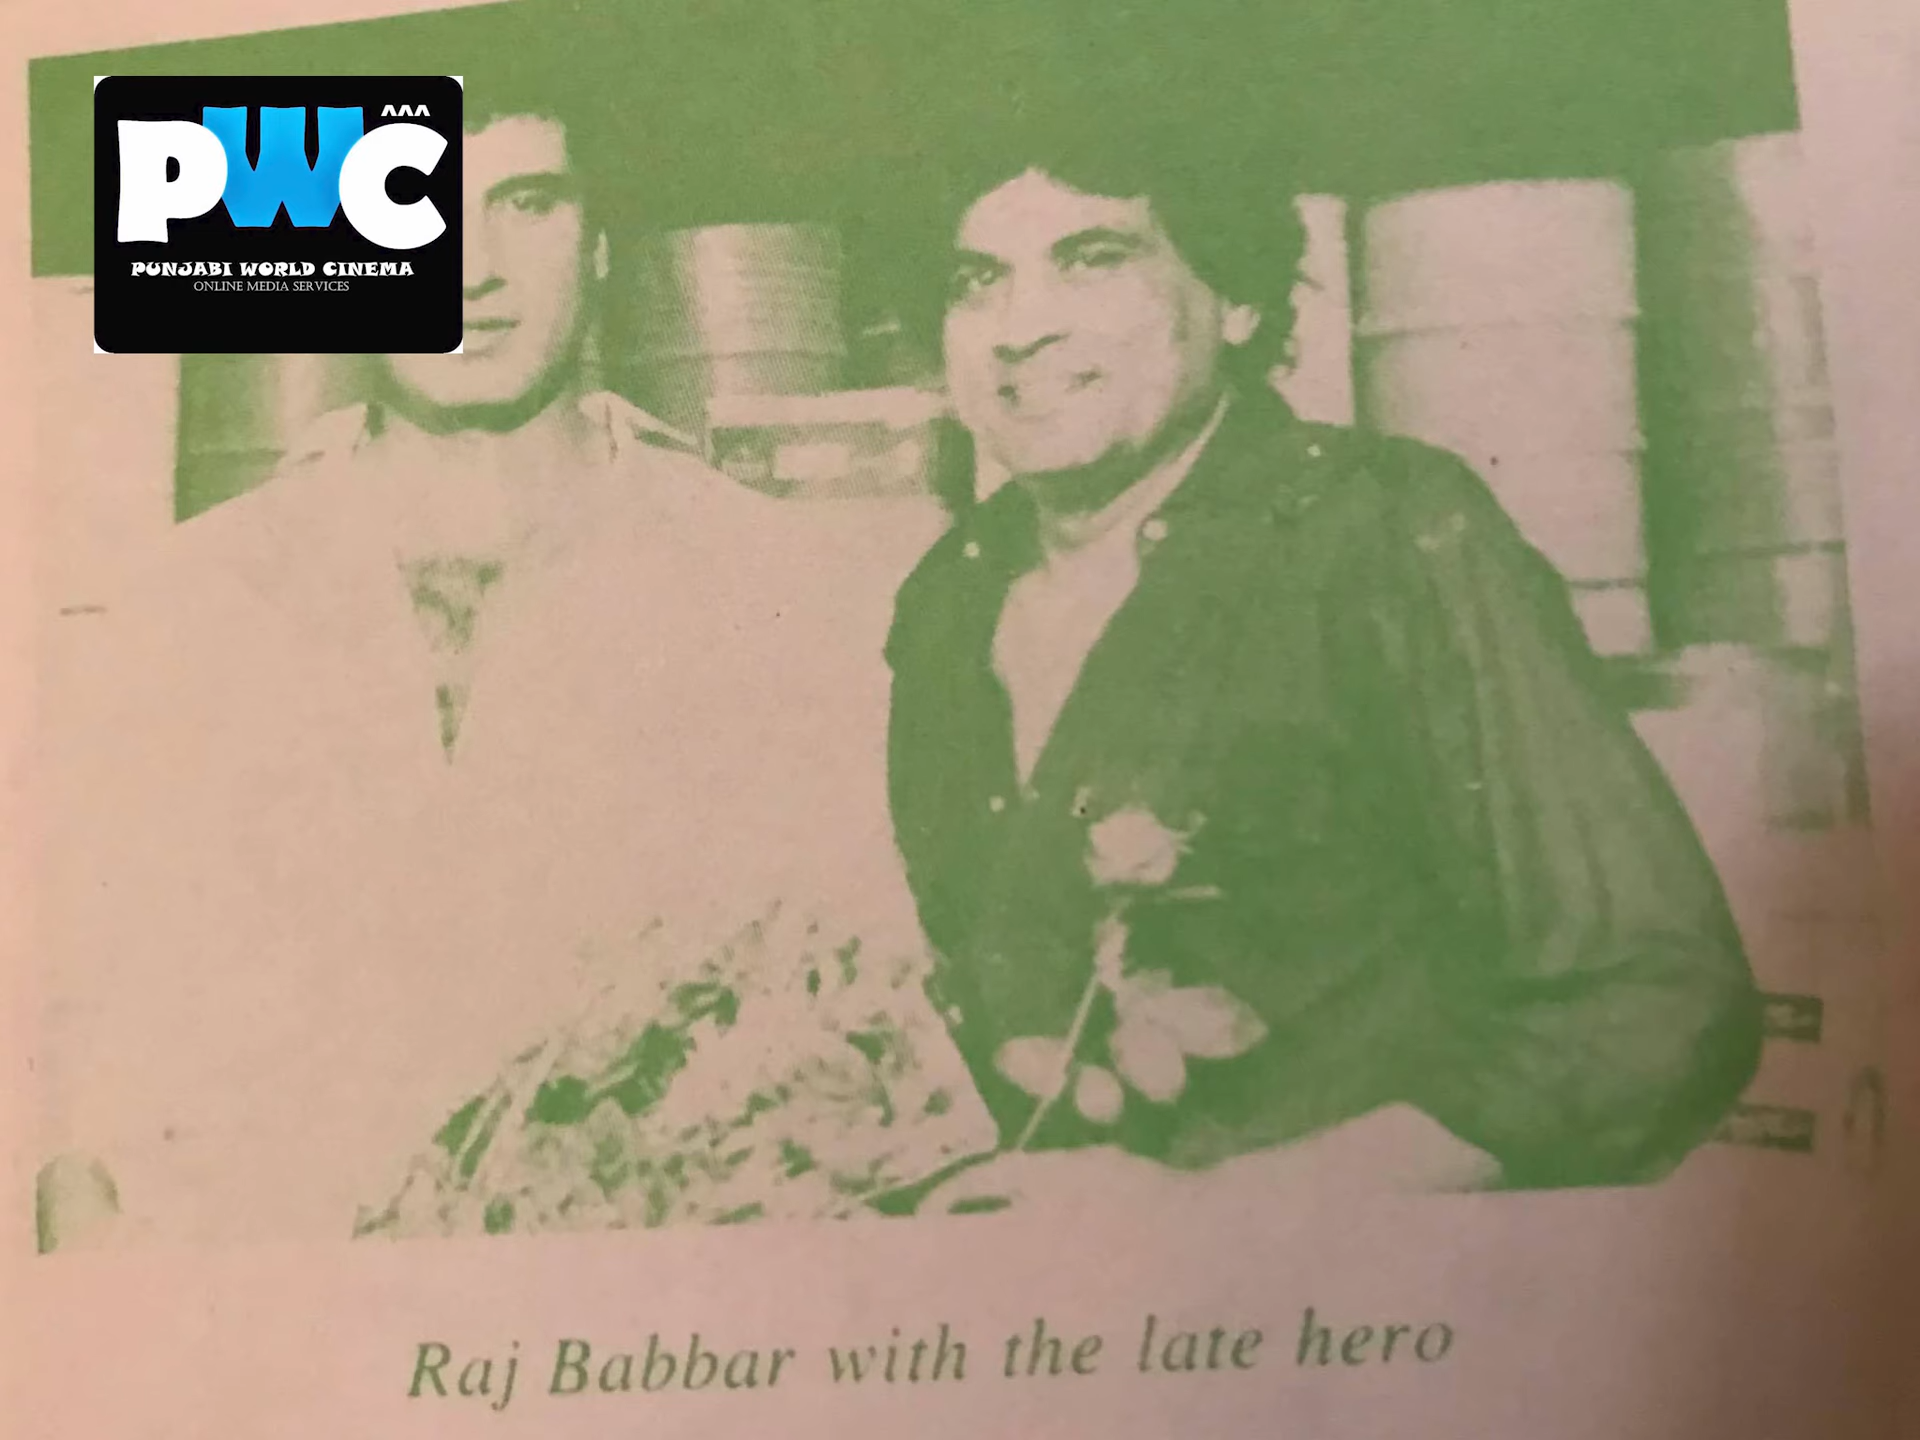 PWC
^^^
PUNJABI WORLD CINEMA
ONLINE MEDIA SERVICES
Raj Babbar with the late hero